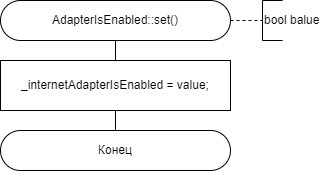 AdapterIsEnabled::set()
bool balue
_internetAdapterIsEnabled = value;
Конец